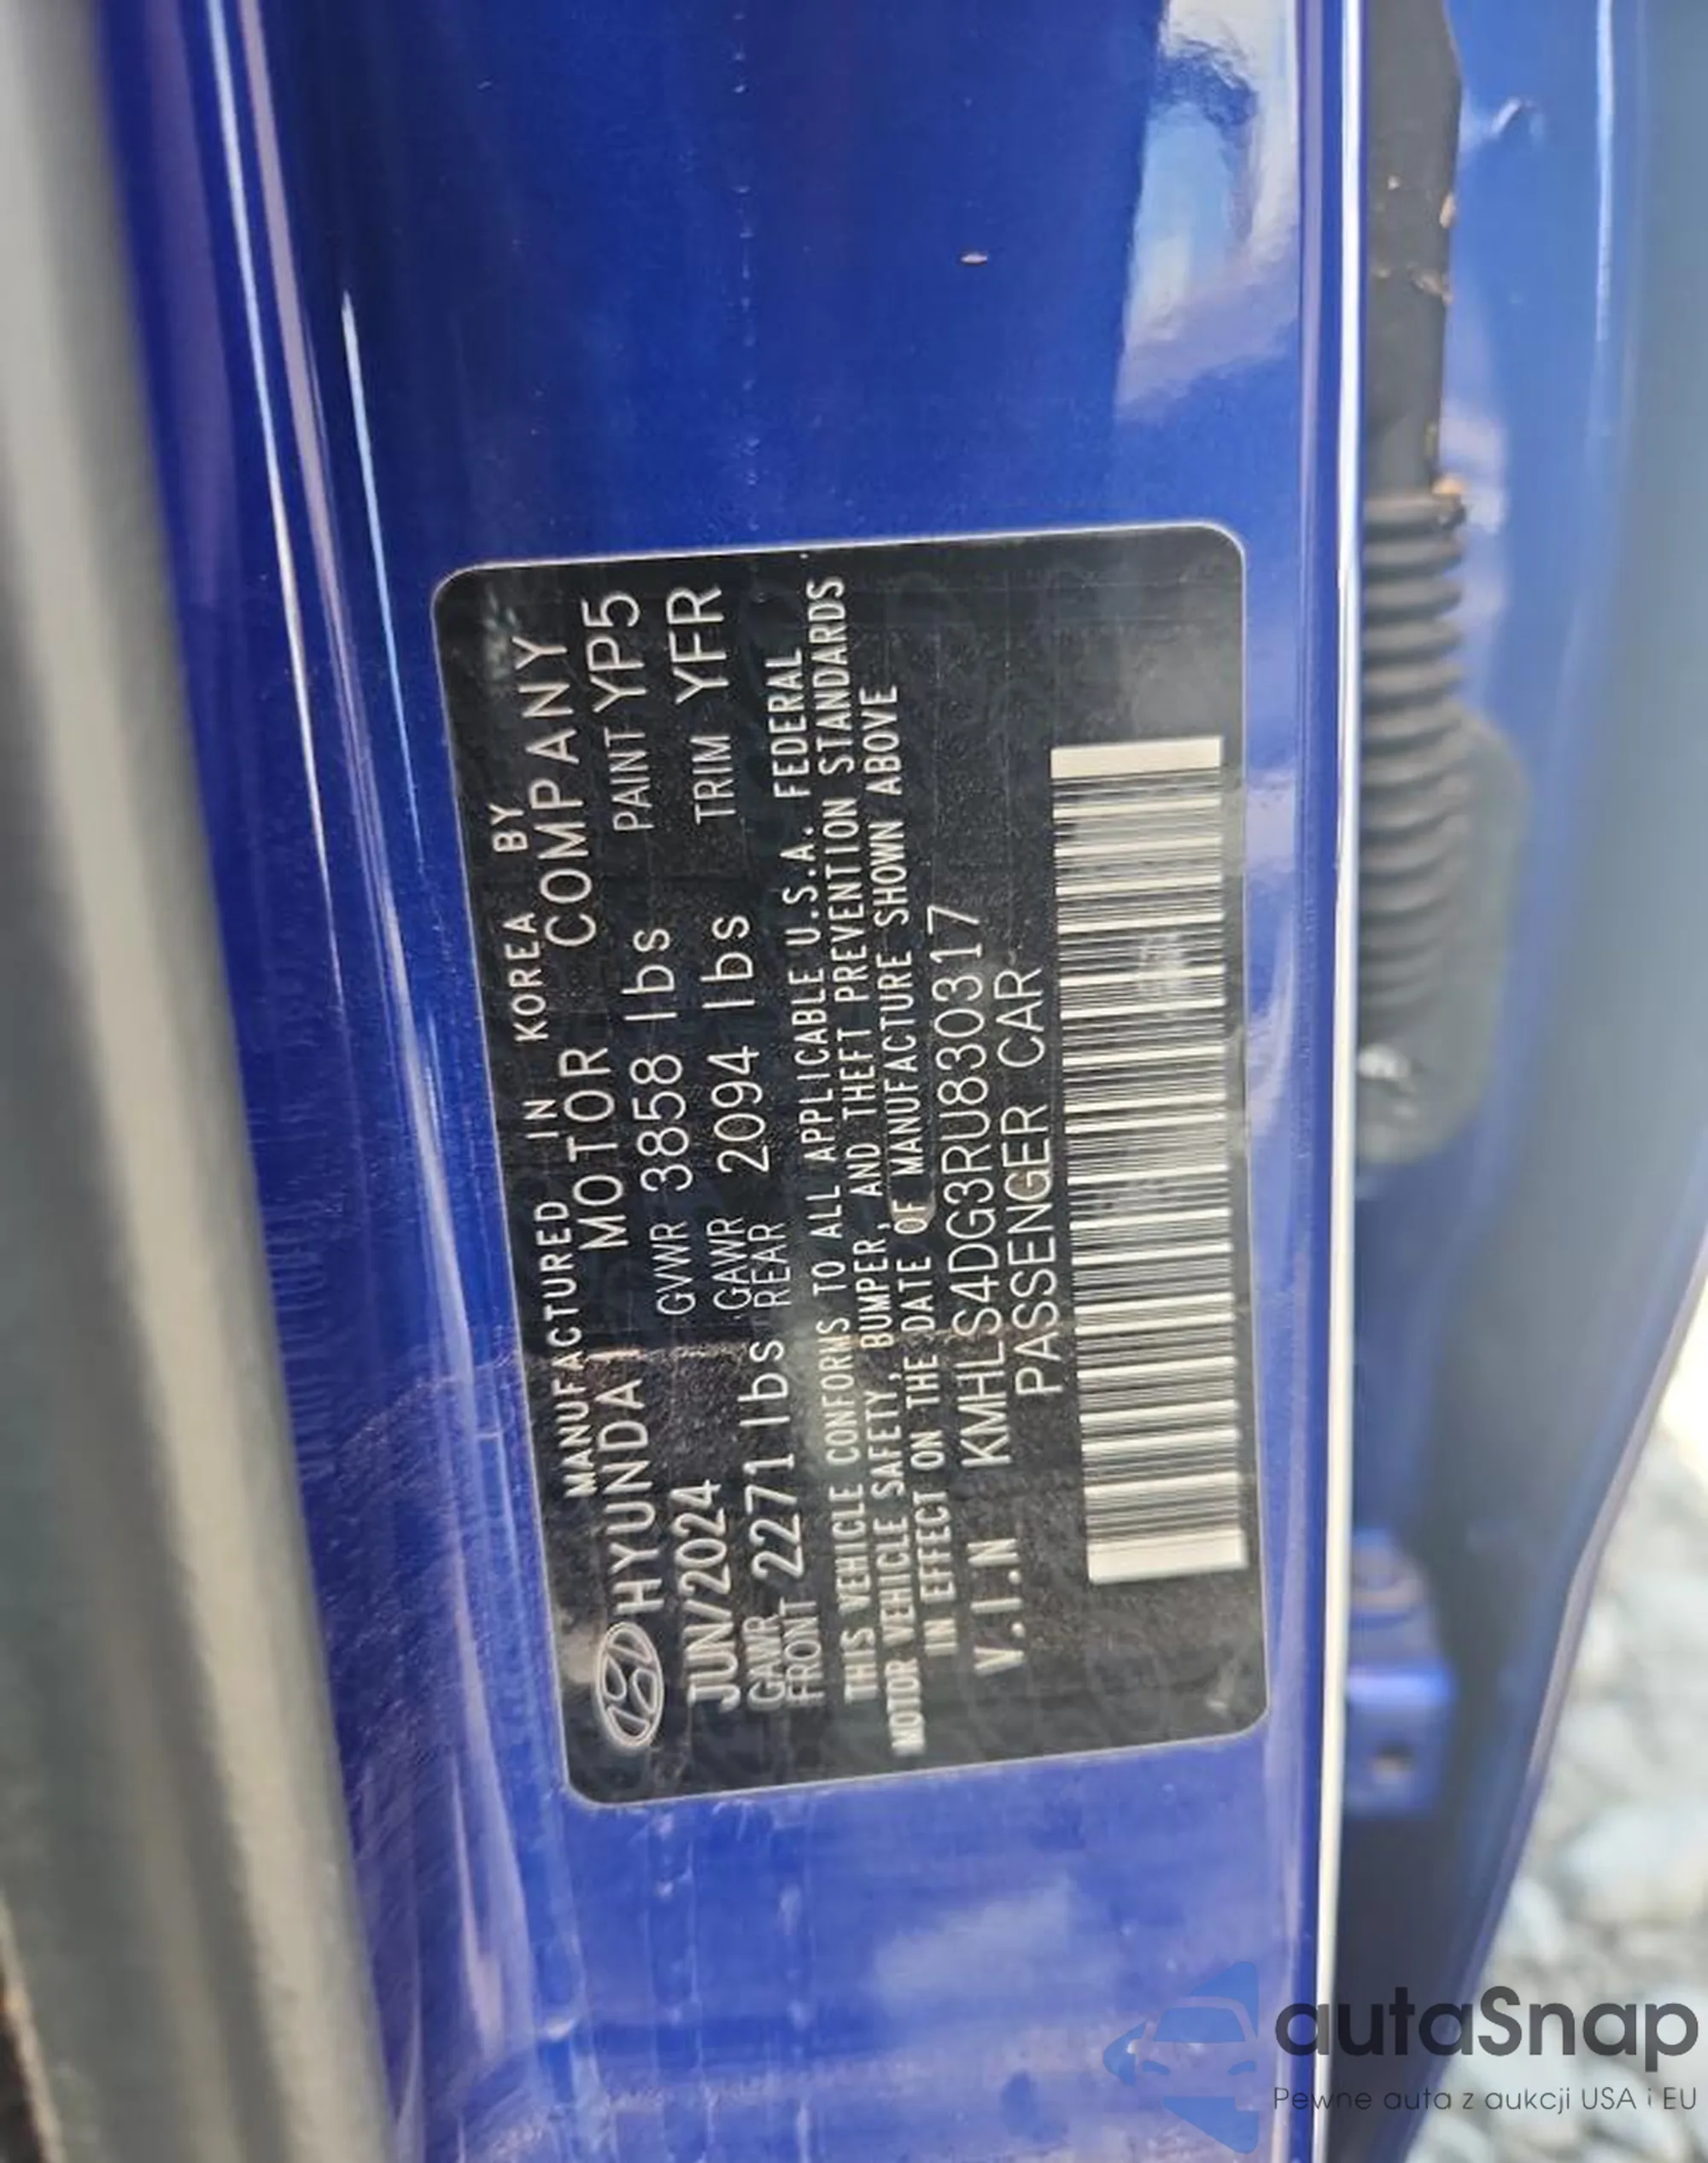 MANUFACTURED IN KOREA BY
HYUNDAI MOTOR COMPANY
JUN/2024 GVWR 3858 lbs PAINT YP5
GAWR FRONT 2271 lbs GAWR REAR 2094 lbs TRIM YFR
THIS VEHICLE CONFORMS TO ALL APPLICABLE U.S.A. FEDERAL
MOTOR VEHICLE SAFETY, BUMPER, AND THEFT PREVENTION STANDARDS
IN EFFECT ON THE DATE OF MANUFACTURE SHOWN ABOVE
V.I.N KMHLS4DG3RU830317
PASSENGER CAR
autaSnap
Pewne auta z aukcji USA i EU